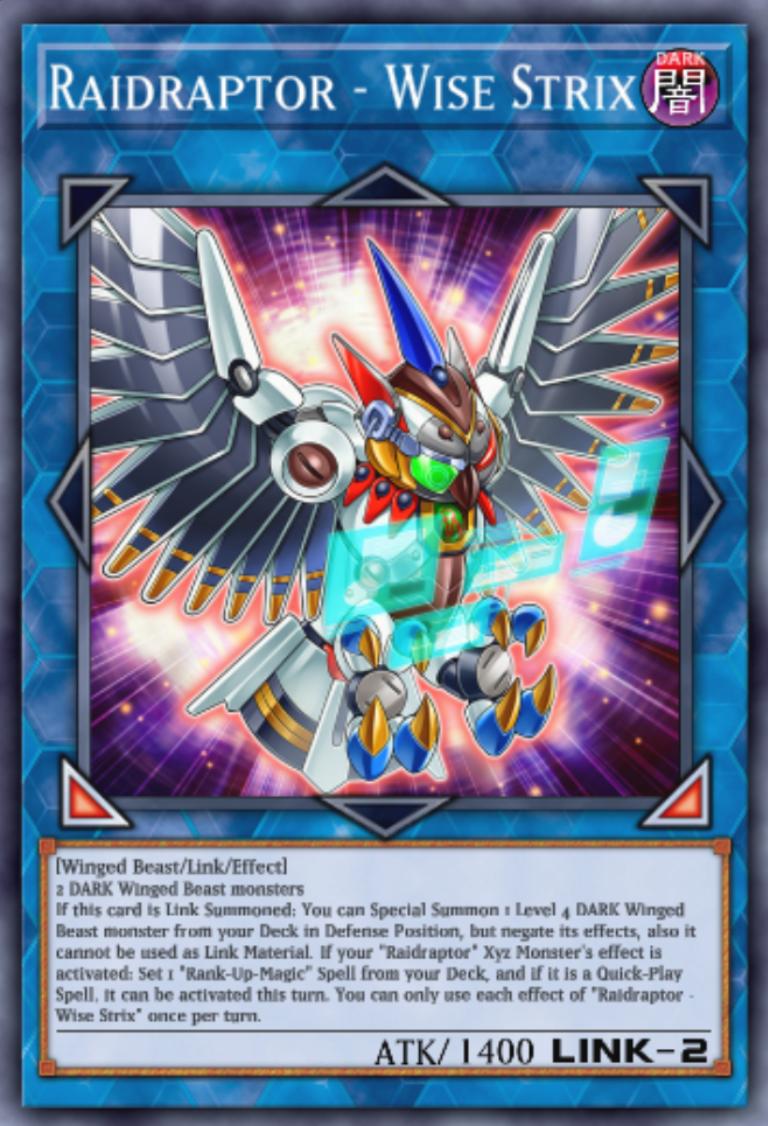 RAIDRAPTOR - WISE STRIX
DARK
闇
[Winged Beast/Link/Effect]
2 DARK Winged Beast monsters
If this card is Link Summoned: You can Special Summon 1 Level 4 DARK Winged
Beast monster from your Deck in Defense Position, but negate its effects, also it
cannot be used as Link Material. If your "Raidraptor" Xyz Monster's effect is
activated: Set 1 "Rank-Up-Magic" Spell from your Deck, and if it is a Quick-Play
Spell, it can be activated this turn. You can only use each effect of "Raidraptor -
Wise Strix" once per turn.
ATK/ 1400 LINK-2